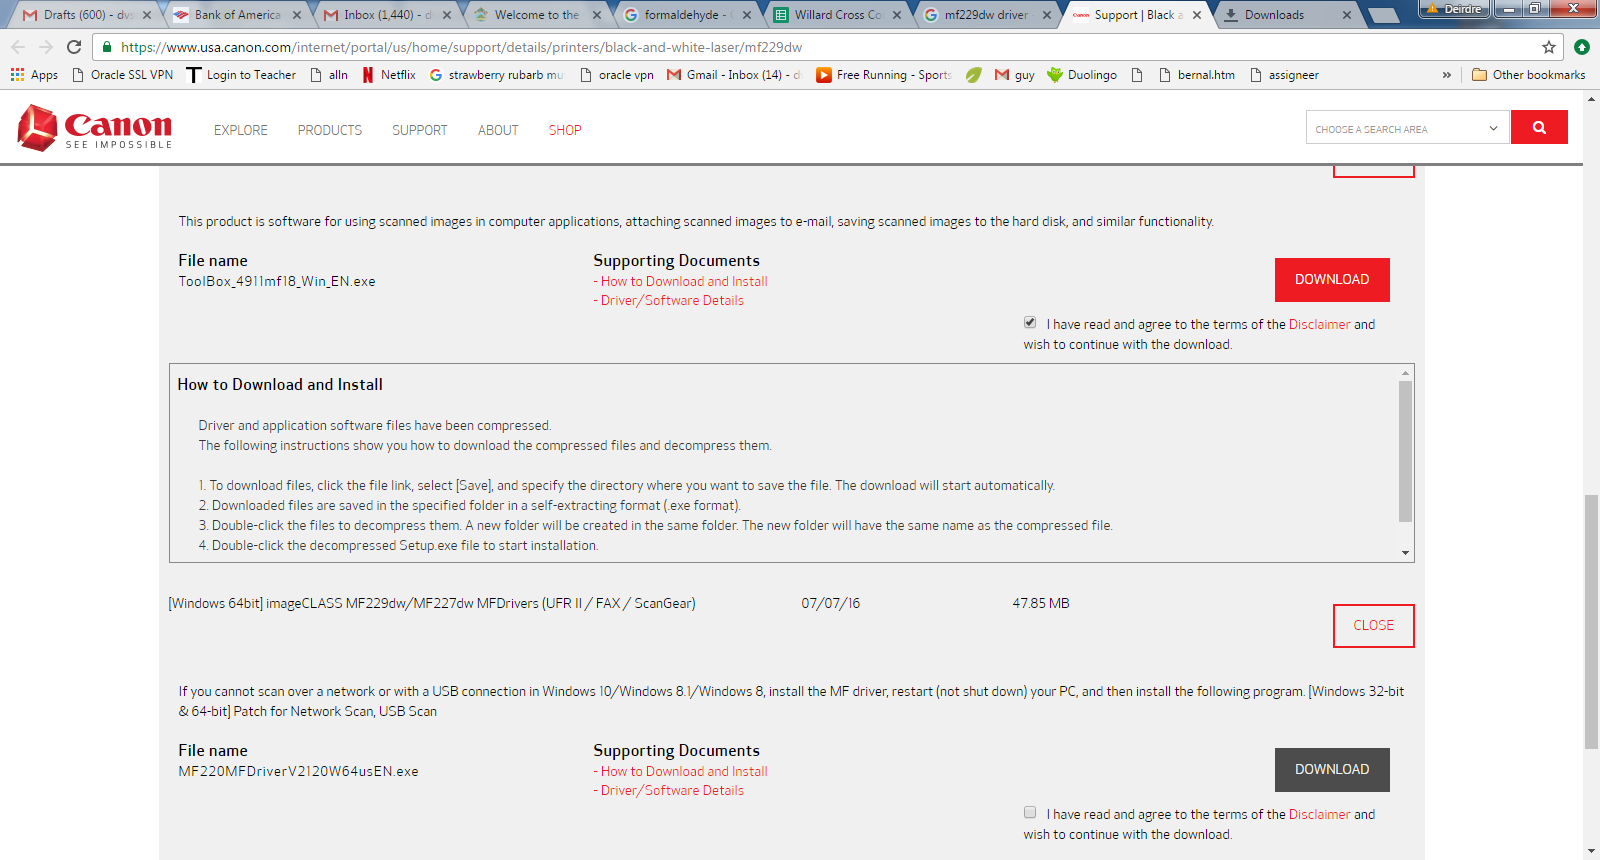 Drafts (600) - dvs
Bank of America
Inbox (1,440) - d
Welcome to the
formaldehyde -
Willard Cross Co
mf229dw driver -
Support | Black a
Downloads
Deirdre
https://www.usa.canon.com/internet/portal/us/home/support/details/printers/black-and-white-laser/mf229dw
Apps
Oracle SSL VPN
Login to Teacher
alln
Netflix
strawberry rubarb mu
oracle vpn
Gmail - Inbox (14) - d
Free Running - Sports
guy
Duolingo
bernal.htm
assigneer
»
Other bookmarks
Canon
SEE IMPOSSIBLE
EXPLORE
PRODUCTS
SUPPORT
ABOUT
SHOP
CHOOSE A SEARCH AREA
This product is software for using scanned images in computer applications, attaching scanned images to e-mail, saving scanned images to the hard disk, and similar functionality.
File name
ToolBox_4911mf18_Win_EN.exe
Supporting Documents
- How to Download and Install
- Driver/Software Details
DOWNLOAD
I have read and agree to the terms of the Disclaimer and
wish to continue with the download.
How to Download and Install
Driver and application software files have been compressed.
The following instructions show you how to download the compressed files and decompress them.
1. To download files, click the file link, select [Save], and specify the directory where you want to save the file. The download will start automatically.
2. Downloaded files are saved in the specified folder in a self-extracting format (.exe format).
3. Double-click the files to decompress them. A new folder will be created in the same folder. The new folder will have the same name as the compressed file.
4. Double-click the decompressed Setup.exe file to start installation.
[Windows 64bit] imageCLASS MF229dw/MF227dw MFDrivers (UFR II / FAX / ScanGear)
07/07/16
47.85 MB
CLOSE
If you cannot scan over a network or with a USB connection in Windows 10/Windows 8.1/Windows 8, install the MF driver, restart (not shut down) your PC, and then install the following program. [Windows 32-bit
& 64-bit] Patch for Network Scan, USB Scan
File name
MF220MFDriverV2120W64usEN.exe
Supporting Documents
- How to Download and Install
- Driver/Software Details
DOWNLOAD
I have read and agree to the terms of the Disclaimer and
wish to continue with the download.